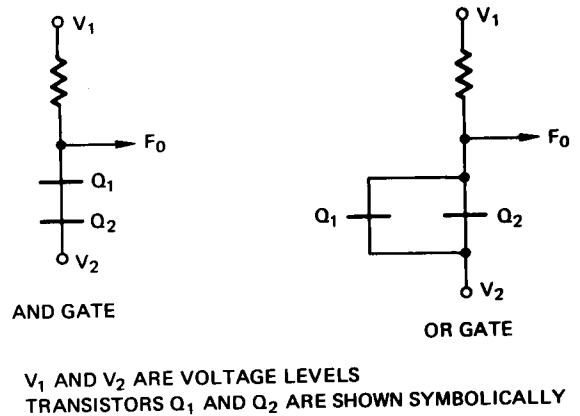 V1
F0
Q1
Q2
V2
AND GATE
V1
F0
Q1
Q2
V2
OR GATE
V1 AND V2 ARE VOLTAGE LEVELS
TRANSISTORS Q1 AND Q2 ARE SHOWN SYMBOLICALLY